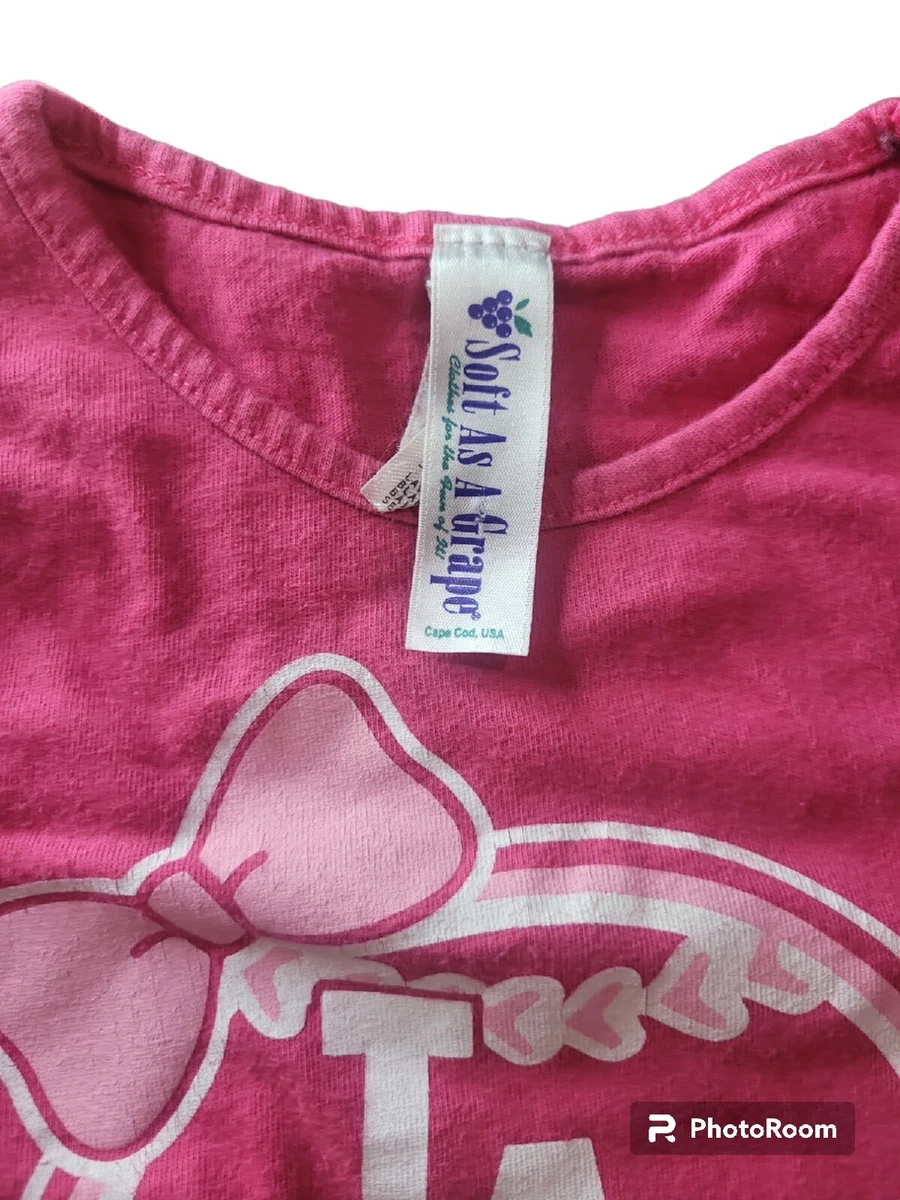 Soft As A Grape®
Clothes for the Fun of It!
Cape Cod, USA
T
PhotoRoom